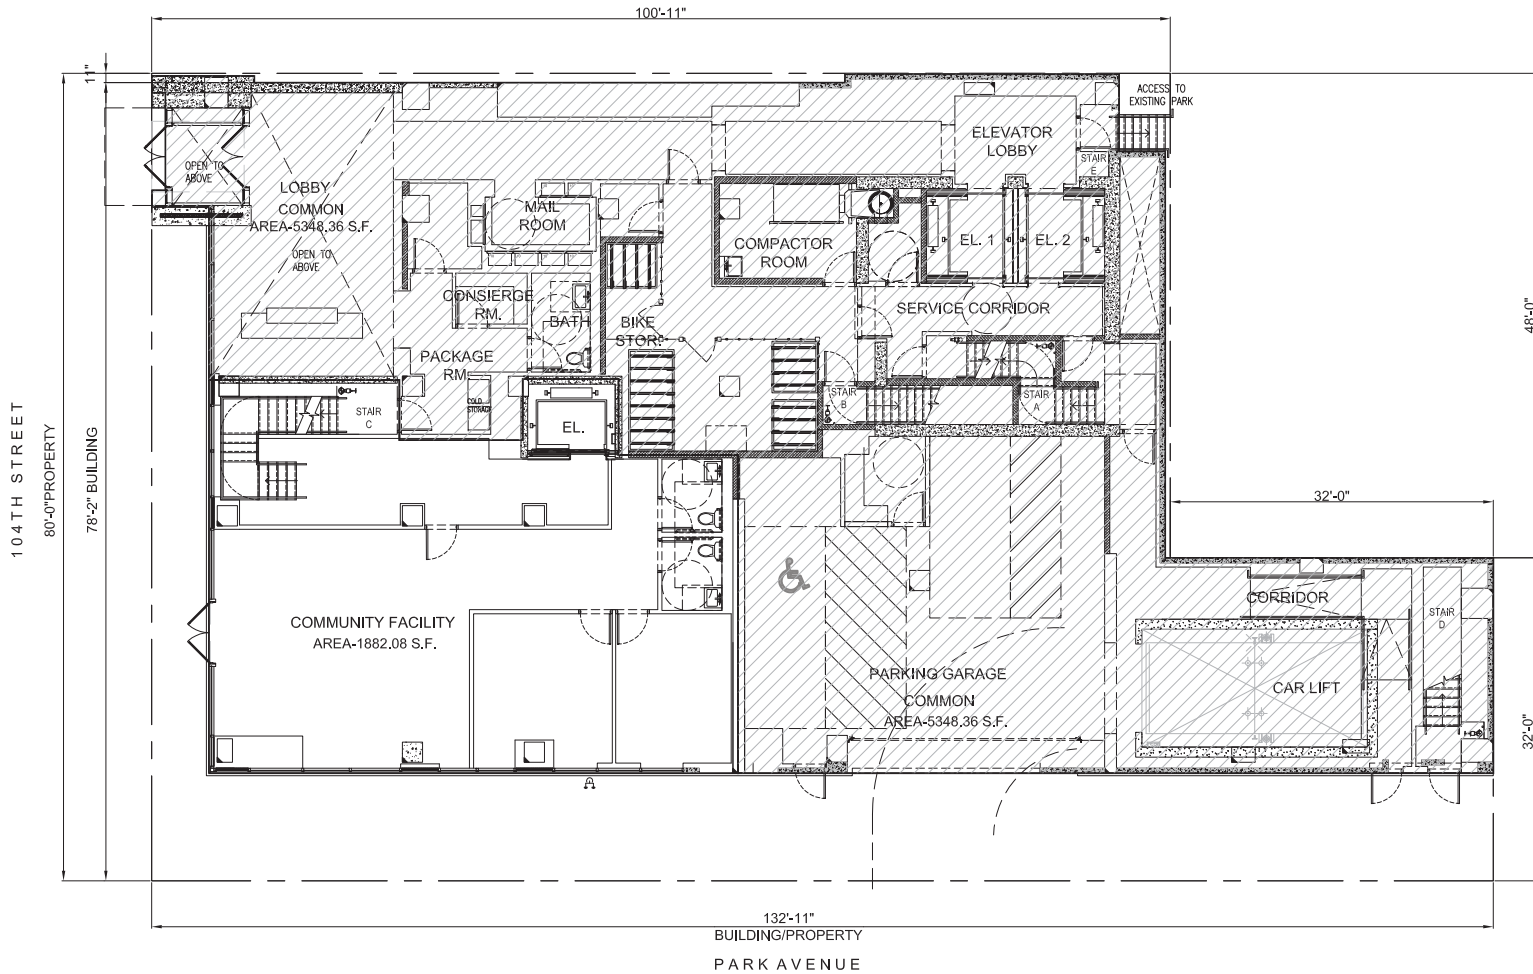 100'-11"
11"
ACCESS TO
EXISTING PARK
ELEVATOR
LOBBY
STAIR
E
OPEN TO
ABOVE
LOBBY
COMMON
AREA-5348.36 S.F.
OPEN TO
ABOVE
MAIL
ROOM
COMPACTOR
ROOM
EL. 1
EL. 2
CONSIERGE
RM.
BATH
BIKE
STOR.
SERVICE CORRIDOR
48'-0"
PACKAGE
RM.
COLD
STORAGE
STAIR
C
EL.
STAIR
B
STAIR
A
104TH STREET
80'-0"PROPERTY
78'-2" BUILDING
32'-0"
COMMUNITY FACILITY
AREA-1882.08 S.F.
CORRIDOR
STAIR
D
PARKING GARAGE
COMMON
AREA-5348.36 S.F.
CAR LIFT
32'-0"
132'-11"
BUILDING/PROPERTY
PARK AVENUE